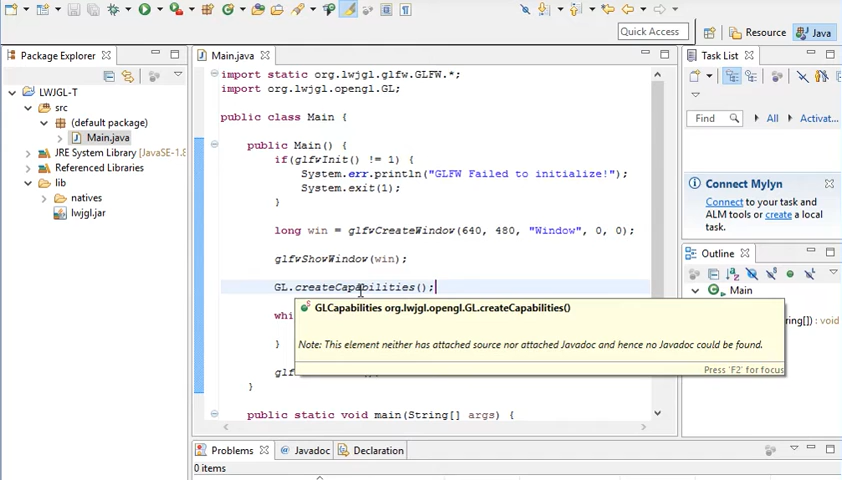 Quick Access
Resource
Java
Package Explorer
LWJGL-T
src
(default package)
Main.java
JRE System Library [JavaSE-1.8
Referenced Libraries
lib
natives
lwjgl.jar
Main.java
import static org.lwjgl.glfw.GLFW.*;
import org.lwjgl.opengl.GL;
public class Main {
public Main() {
if(glfwInit() != 1) {
System.err.println("GLFW Failed to initialize!");
System.exit(1);
}
long win = glfwCreateWindow(640, 480, "Window", 0, 0);
glfwShowWindow(win);
GL.createCapabilities();
GLCapabilities org.lwjgl.opengl.GL.createCapabilities()
Note: This element neither has attached source nor attached Javadoc and hence no Javadoc could be found.
Press 'F2' for focus
whi
}
glf
}
public static void main(String[] args) {
Task List
Find
All
Activat...
Connect Mylyn
Connect to your task and
ALM tools or create a local
task.
Outline
Main
ring[]) : void
Problems
@ Javadoc
Declaration
0 items